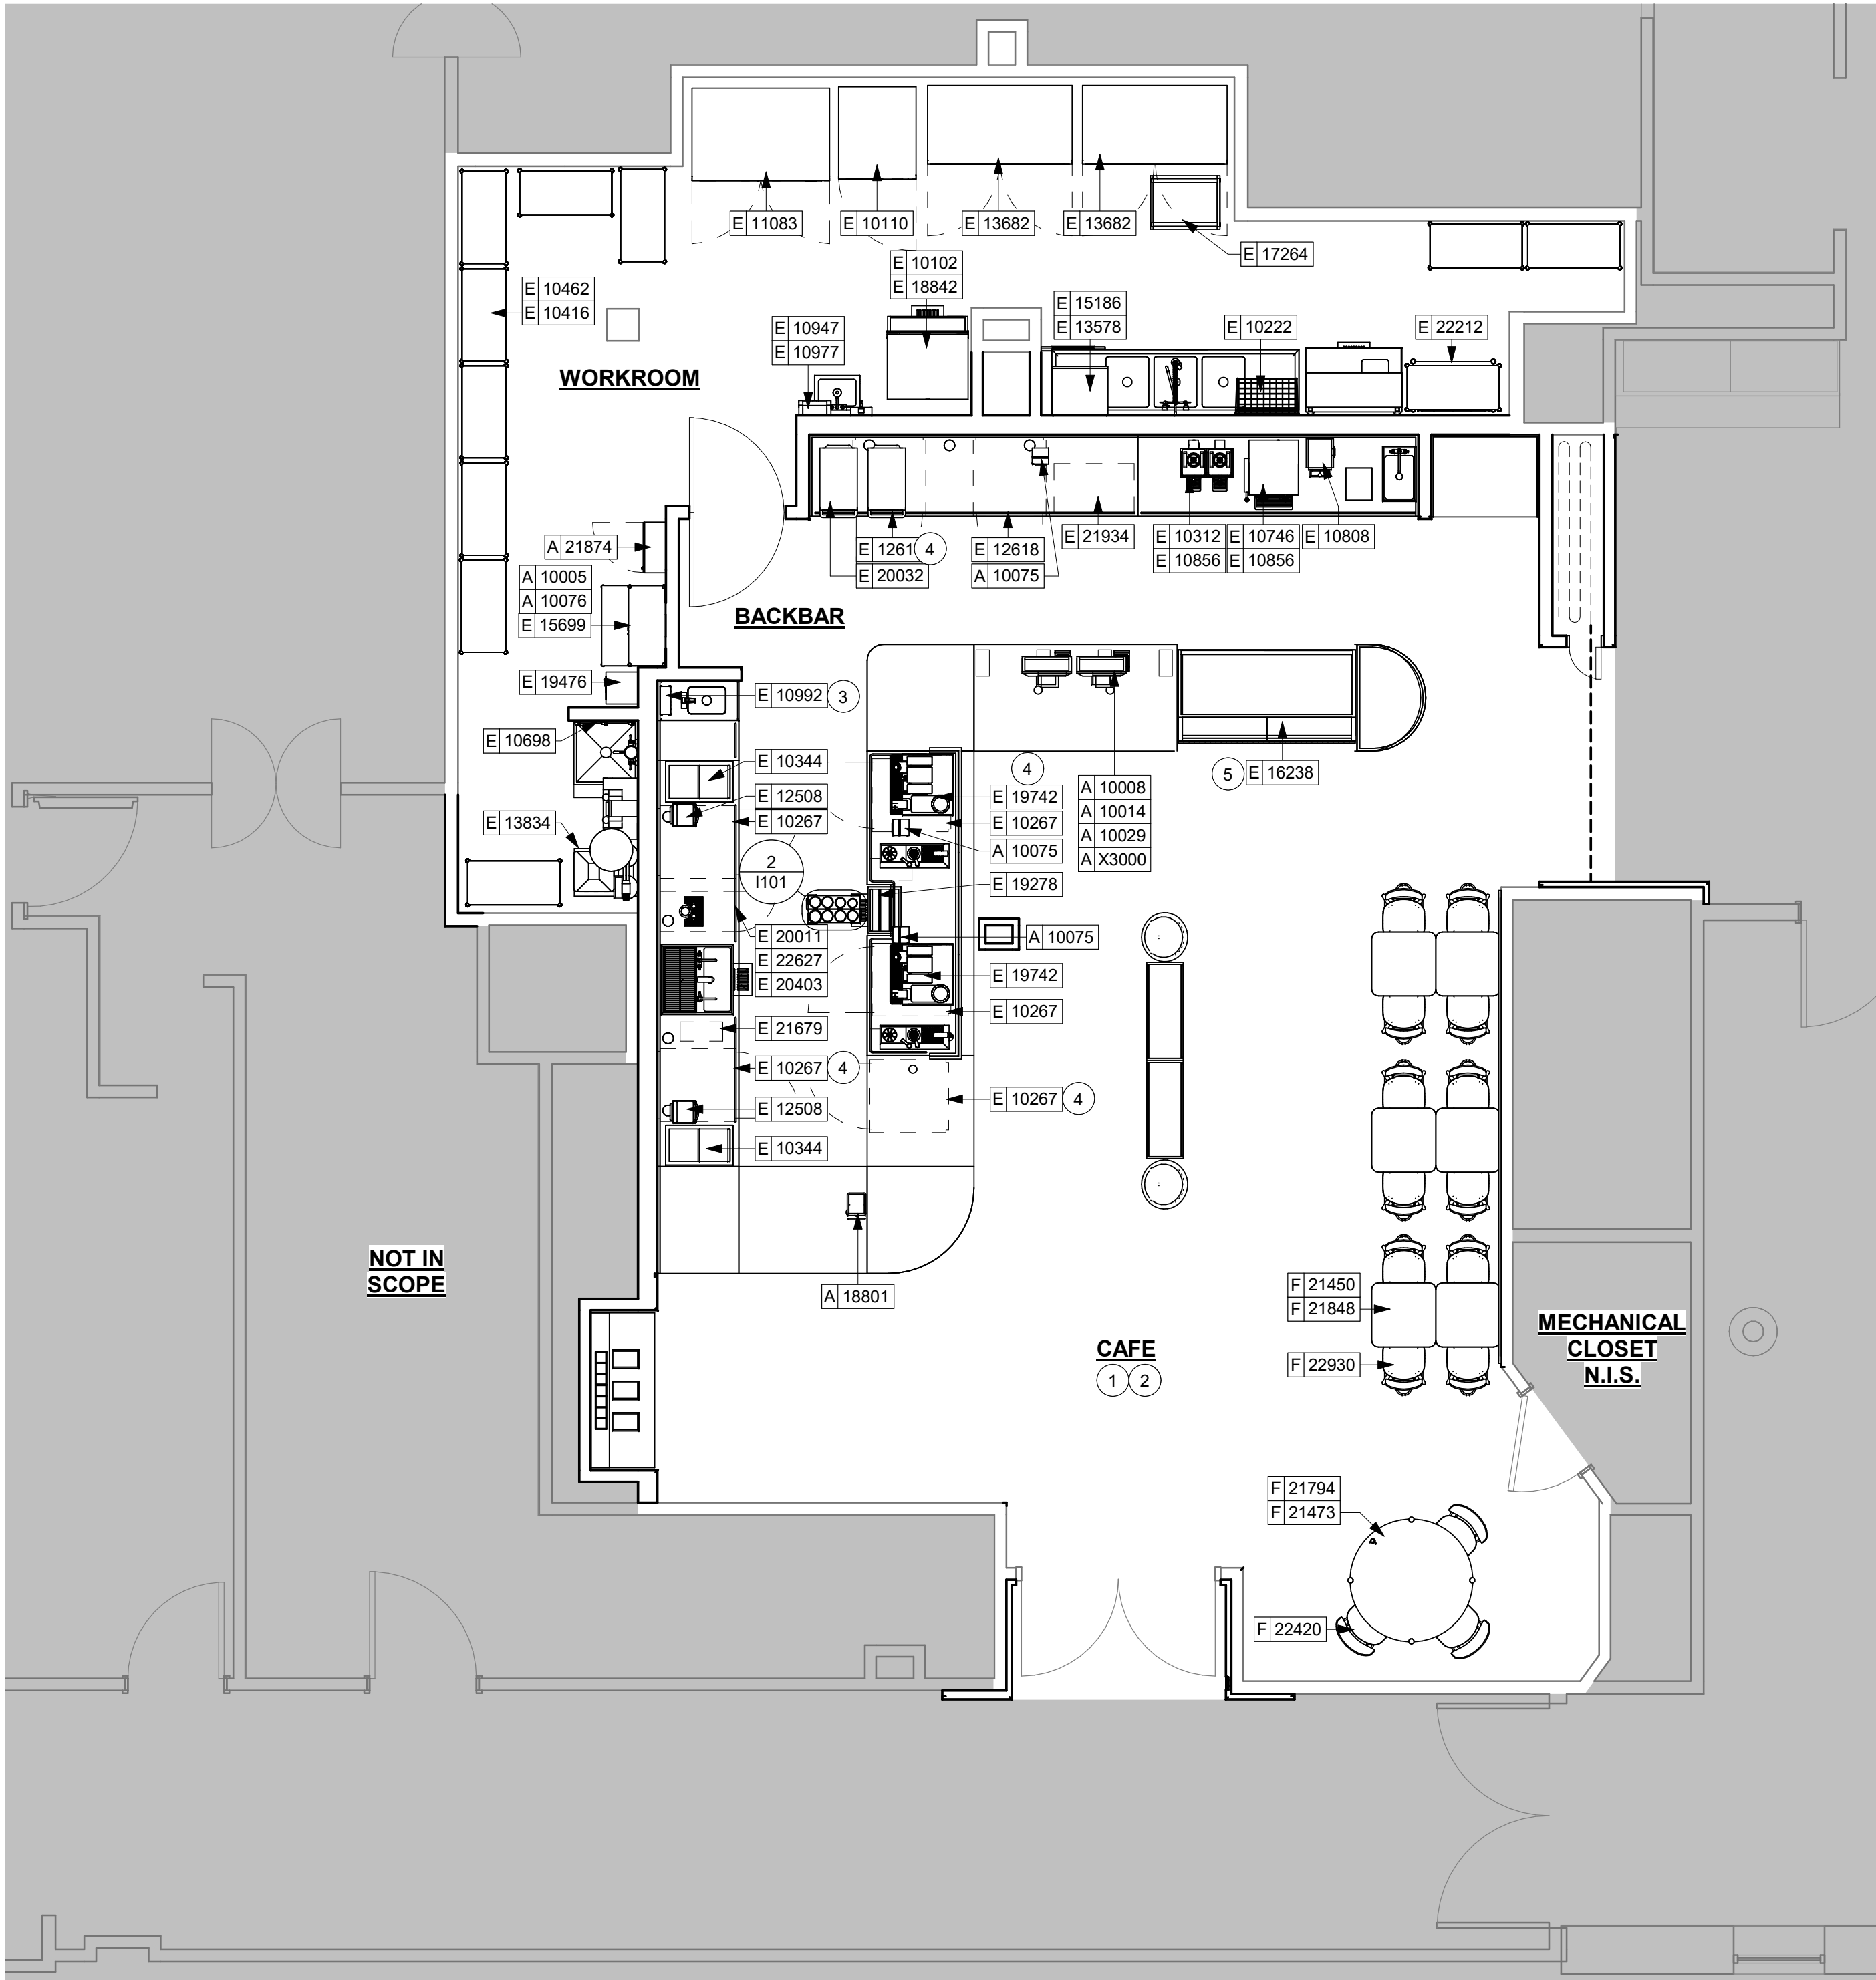 E 11083
E 10110
E 13682
E 13682
E 17264
E 10102
E 18842
E 10462
E 10416
E 15186
E 13578
E 10947
E 10977
E 10222
E 22212
WORKROOM
A 21874
E 1261 4
E 20032
E 12618
A 10075
E 21934
E 10312
E 10856
E 10746
E 10856
E 10808
A 10005
A 10076
E 15699
BACKBAR
E 19476
E 10992 3
E 10698
E 10344
E 12508
E 10267
4
E 19742
E 10267
A 10075
A 10008
A 10014
A 10029
A X3000
5 E 16238
E 13834
2
I101
E 19278
E 20011
E 22627
E 20403
A 10075
E 19742
E 10267
E 21679
E 10267 4
E 10267 4
E 12508
E 10344
NOT IN
SCOPE
A 18801
F 21450
F 21848
F 22930
CAFE
1 2
MECHANICAL
CLOSET
N.I.S.
F 21794
F 21473
F 22420